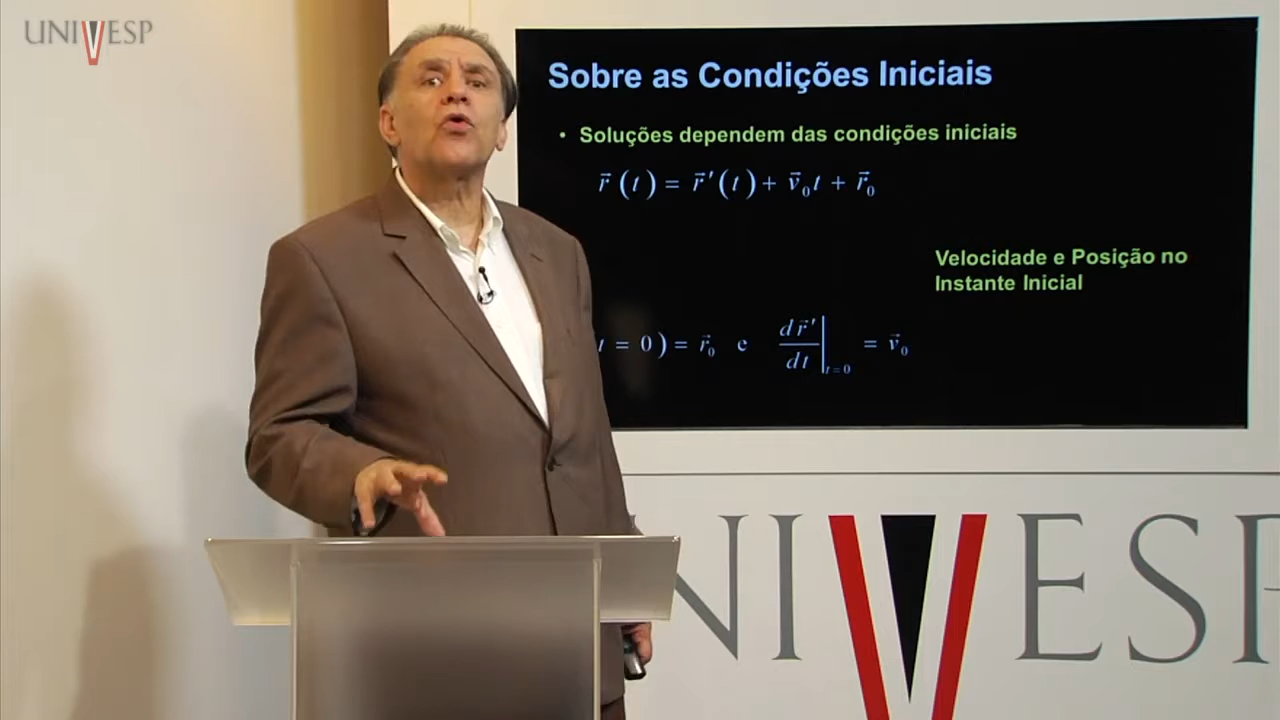 UNIVESP
Sobre as Condições Iniciais
• Soluções dependem das condições iniciais
r⃗ (t) = r⃗ ′(t) + v⃗₀t + r⃗₀
Velocidade e Posição no
Instante Inicial
t = 0) = r⃗₀ e dr⃗′/dt|ₜ₌₀ = v⃗₀
NIVESP